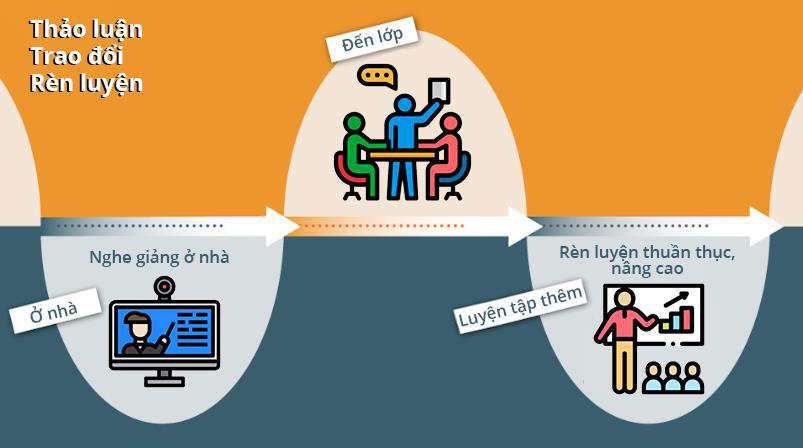 Thảo luận
Trao đổi
Rèn luyện
Đến lớp
Nghe giảng ở nhà
Ở nhà
Rèn luyện thuần thục,
nâng cao
Luyện tập thêm